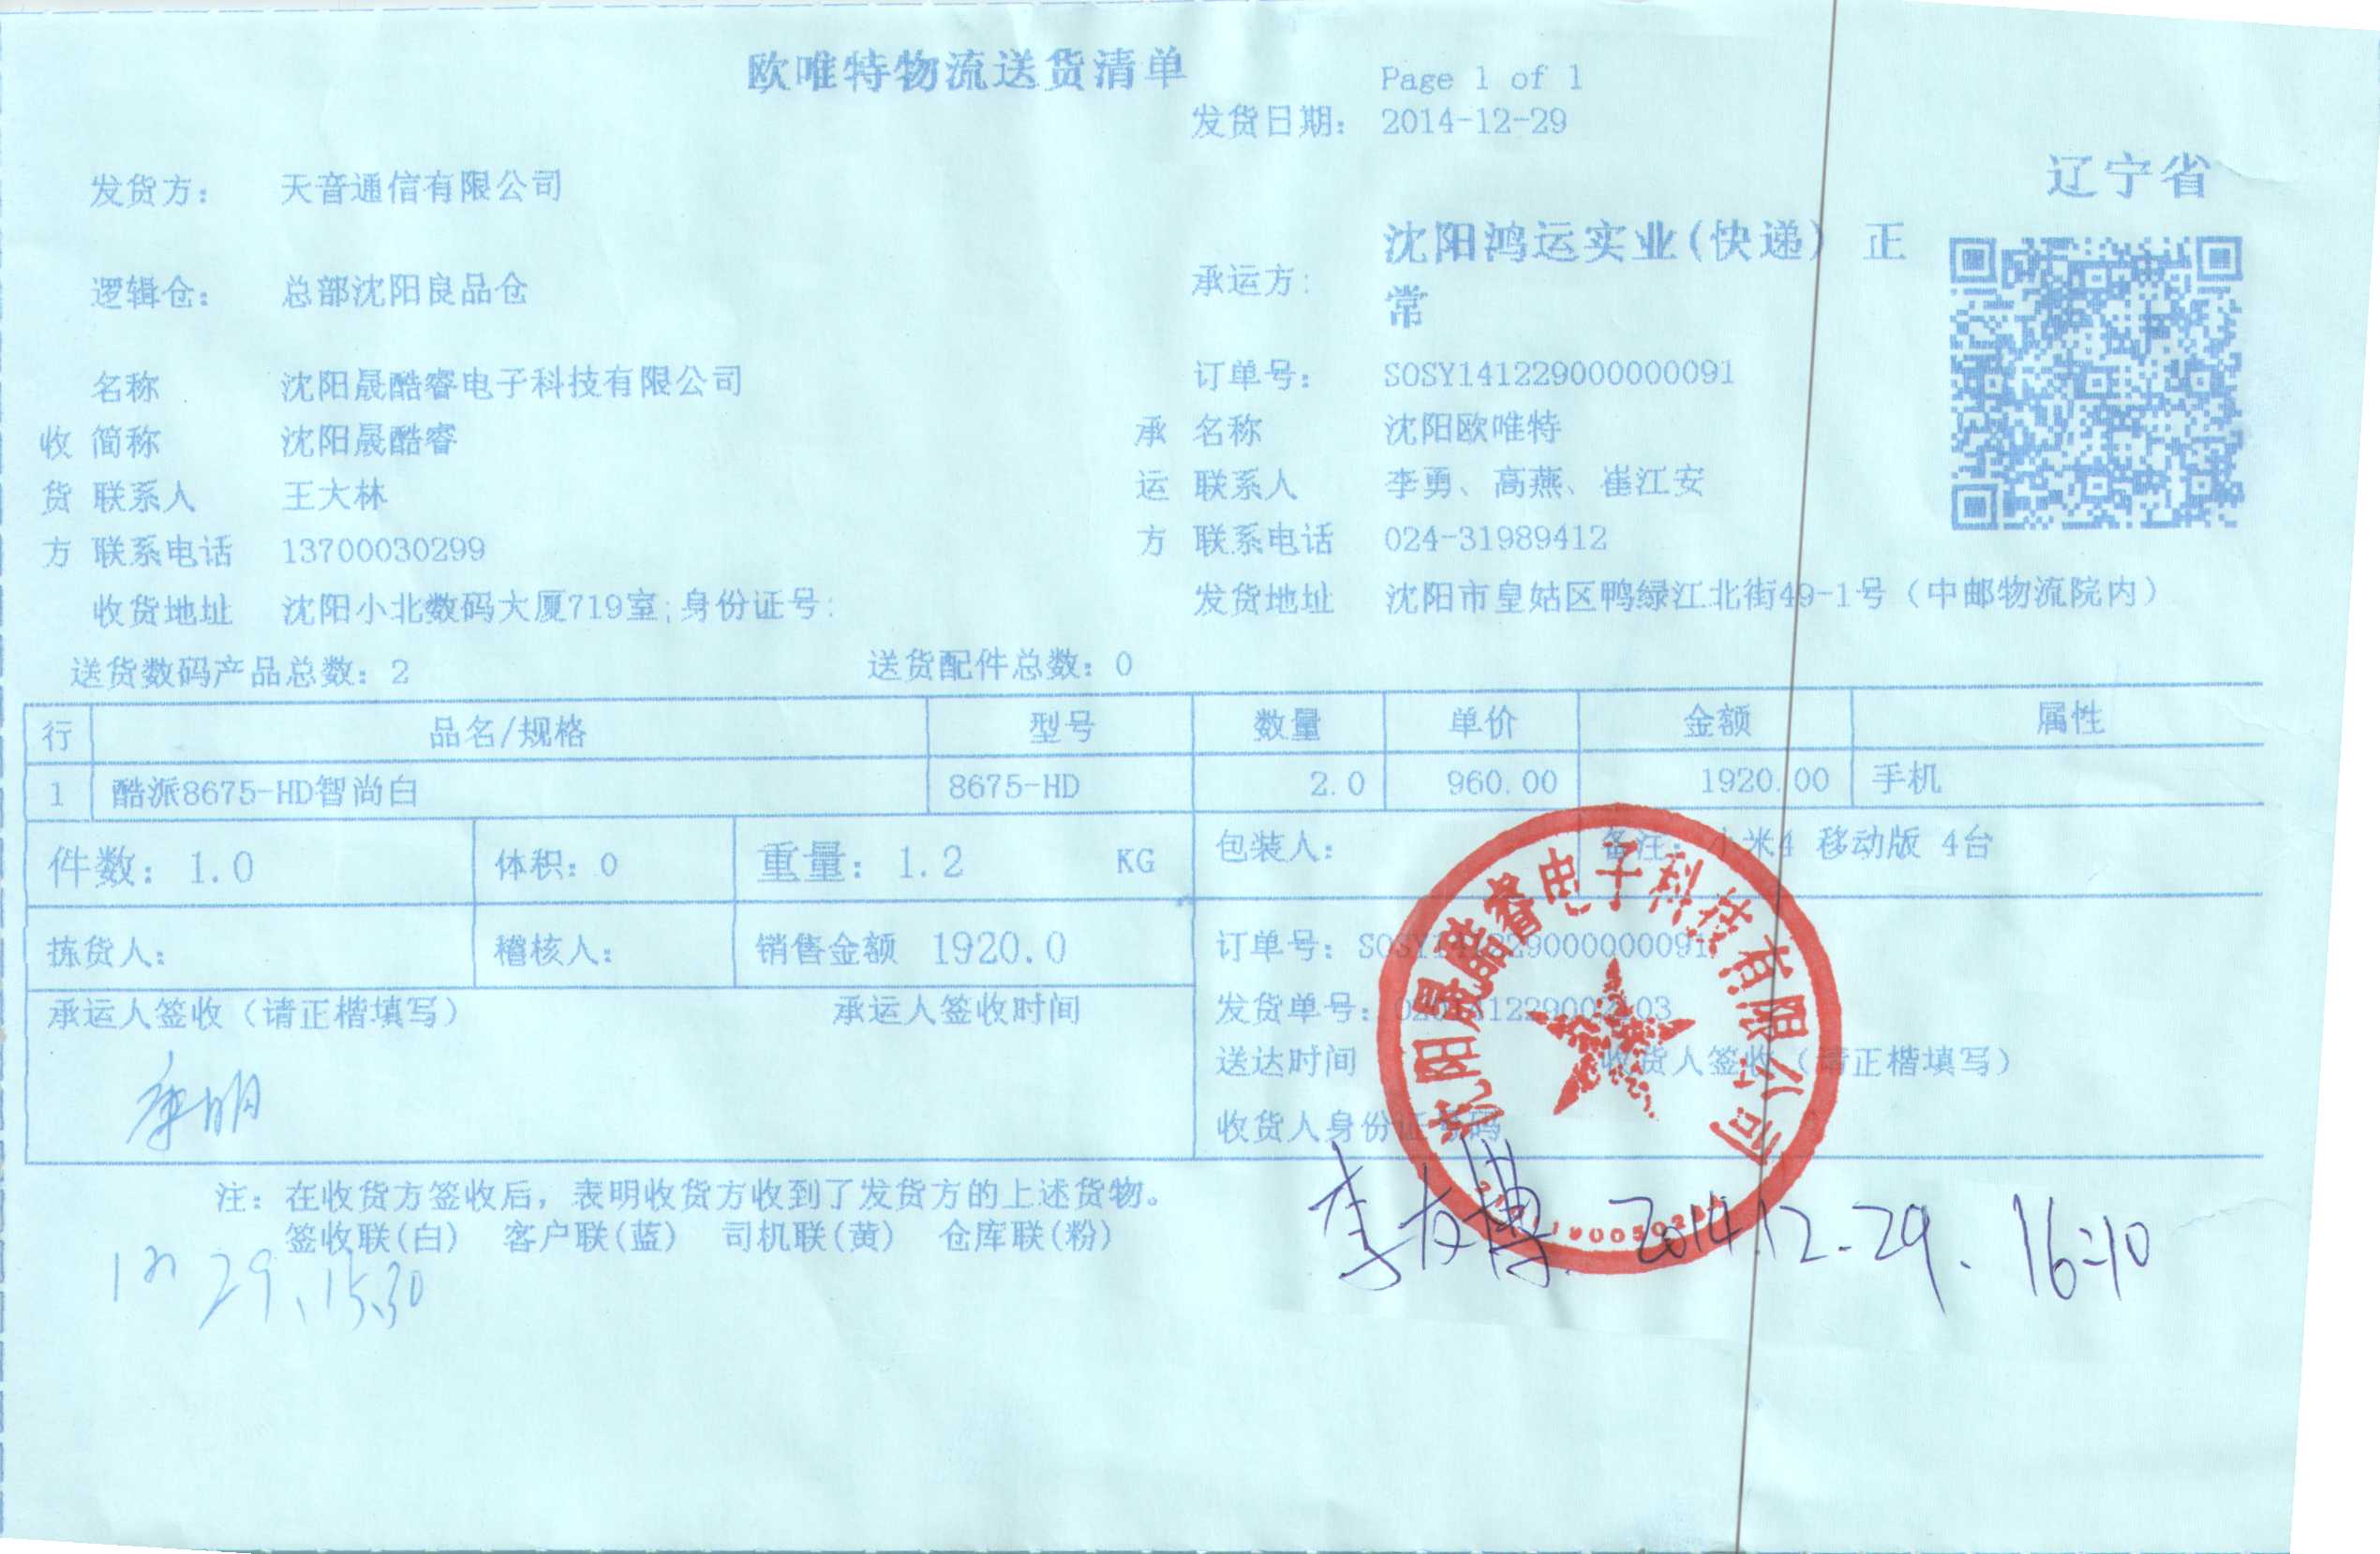 欧唯特物流送货清单
Page 1 of 1
发货日期： 2014-12-29
辽宁省
发货方： 天音通信有限公司
承运方： 沈阳鸿运实业(快递) 正
常
逻辑仓： 总部沈阳良品仓
名称 沈阳晟酷睿电子科技有限公司
订单号： SOSY141229000000091
收 简称 沈阳晟酷睿
承 名称 沈阳欧唯特
货 联系人 王大林
运 联系人 李勇、高燕、崔江安
方 联系电话 13700030299
方 联系电话 024-31989412
收货地址 沈阳小北数码大厦719室;身份证号:
发货地址 沈阳市皇姑区鸭绿江北街49-1号（中邮物流院内）
送货数码产品总数：2 送货配件总数：0
行 品名/规格 型号 数量 单价 金额 属性
1 酷派8675-HD智尚白 8675-HD 2.0 960.00 1920.00 手机
件数：1.0 体积：0 重量：1.2 KG 包装人： 备注：小米4 移动版 4台
拣货人： 稽核人： 销售金额 1920.0 订单号：SOSY141229000000091
承运人签收（请正楷填写） 承运人签收时间
发货单号：
送达时间 收货人签收（请正楷填写）
收货人身份证号码
沈阳晟酷睿电子科技有限公司
注：在收货方签收后，表明收货方收到了发货方的上述货物。
签收联(白) 客户联(蓝) 司机联(黄) 仓库联(粉)
29、15.30
李友博 2014.12.29. 16:10